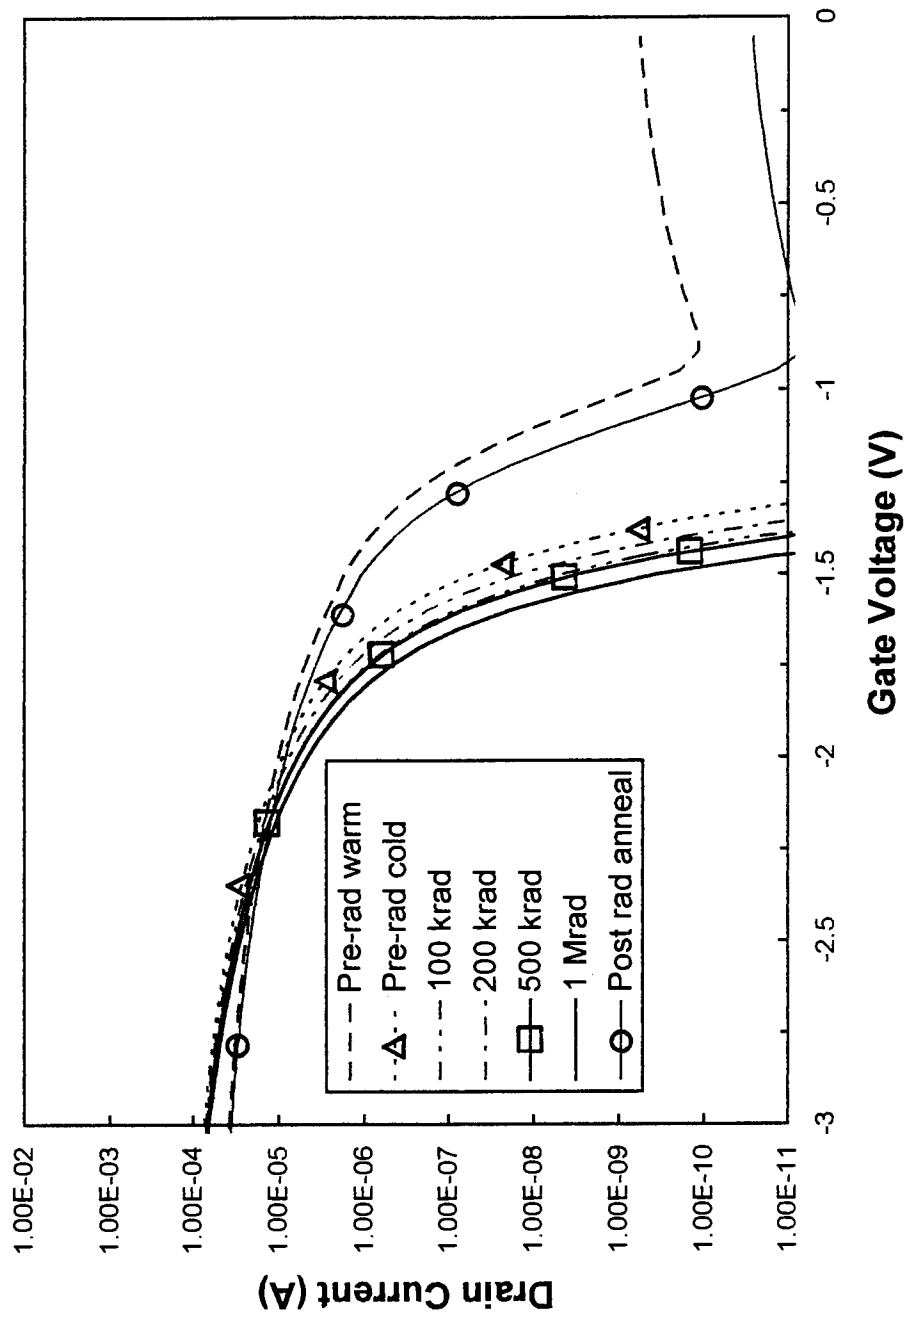 1.00E-02
1.00E-03
1.00E-04
1.00E-05
1.00E-06
1.00E-07
1.00E-08
1.00E-09
1.00E-10
1.00E-11
Drain Current (A)
Pre-rad warm
Pre-rad cold
100 krad
200 krad
500 krad
1 Mrad
Post rad anneal
-3
-2.5
-2
-1.5
-1
-0.5
0
Gate Voltage (V)